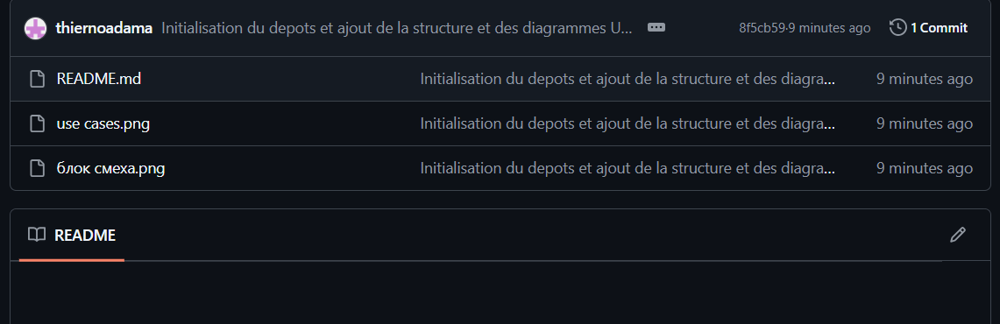 thiernoadama Initialisation du depots et ajout de la structure et des diagrammes U... 8f5cb59·9 minutes ago 1 Commit
README.md Initialisation du depots et ajout de la structure et des diagra... 9 minutes ago
use cases.png Initialisation du depots et ajout de la structure et des diagra... 9 minutes ago
блок смеха.png Initialisation du depots et ajout de la structure et des diagra... 9 minutes ago
README